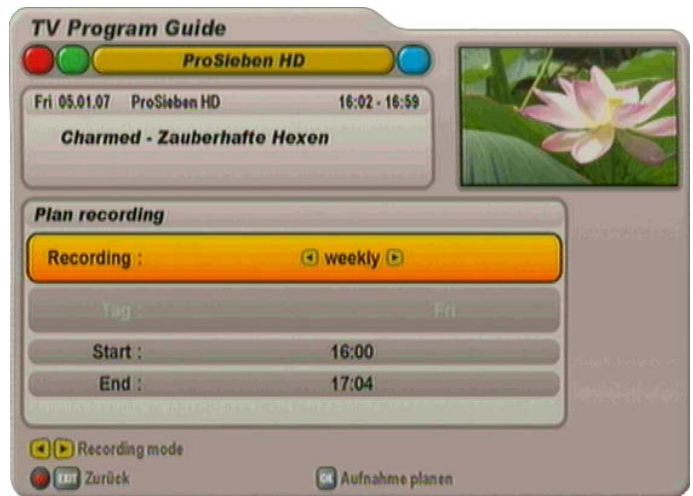 TV Program Guide
ProSieben HD
Fri 05.01.07 ProSieben HD 16:02 - 16:59
Charmed - Zauberhafte Hexen
Plan recording
Recording : weekly
Tag : Fri
Start : 16:00
End : 17:04
Recording mode
EXIT Zurück OK Aufnahme planen